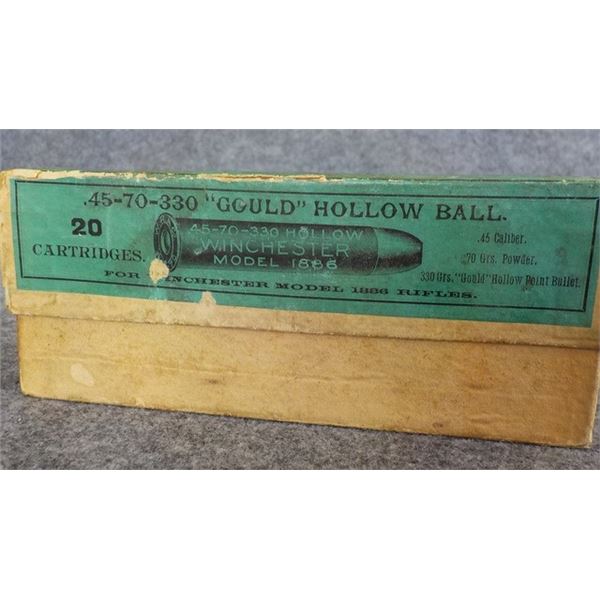 .45-70-330 "GOULD" HOLLOW BALL.
20
CARTRIDGES.
45-70-330 HOLLOW
WINCHESTER
MODEL 1886
.45 Caliber.
70 Grs. Powder,
330 Grs. "Gould" Hollow Point Bullet.
FOR WINCHESTER MODEL 1886 RIFLES.